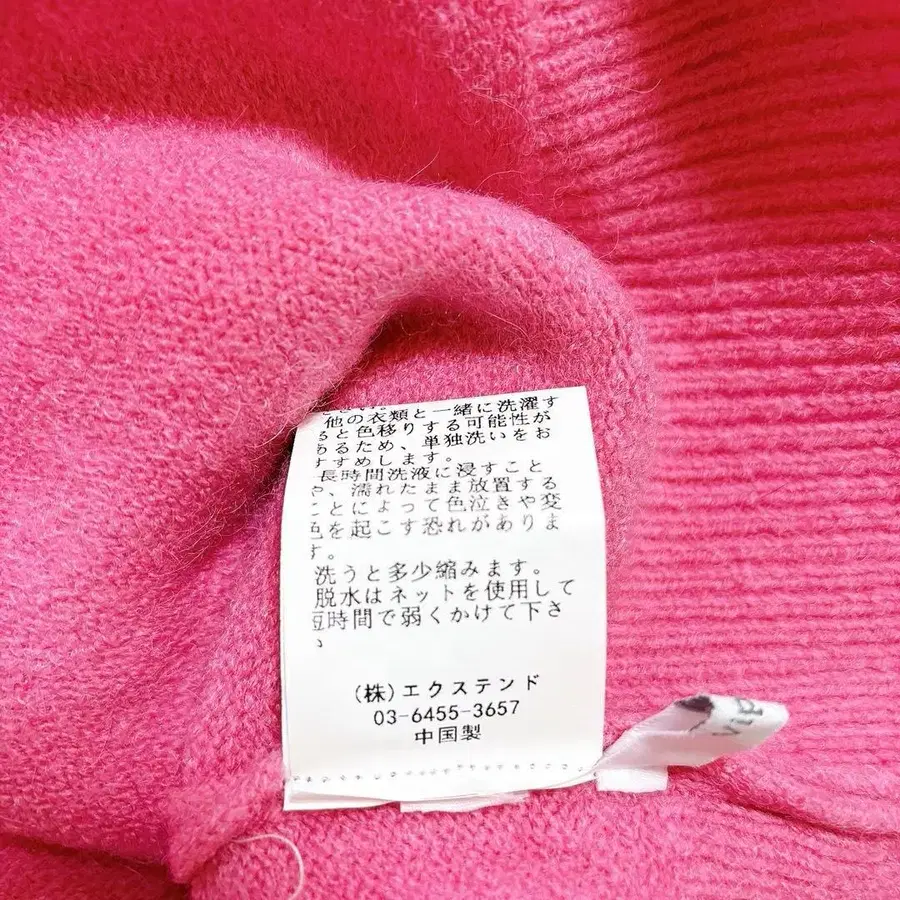 他の衣類と一緒に洗濯す
ると色移りする可能性が
あるため、単独洗いをお
すすめします。
長時間洗液に浸すこと
や、濡れたまま放置する
ことによって色泣きや変
色を起こす恐れがありま
す。
洗うと多少縮みます。
脱水はネットを使用して
短時間で弱くかけて下さ
(株)エクステンド
03-6455-3657
中国製
Vip